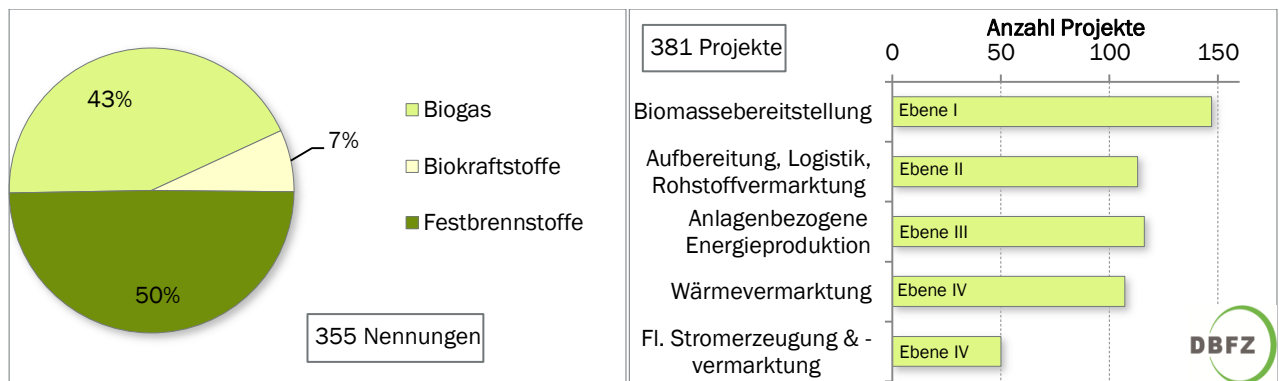 43%
7%
50%
Biogas
Biokraftstoffe
Festbrennstoffe
355 Nennungen
381 Projekte
Anzahl Projekte
0 50 100 150
Biomassebereitstellung
Ebene I
Aufbereitung, Logistik,
Rohstoffvermarktung
Ebene II
Anlagenbezogene
Energieproduktion
Ebene III
Wärmevermarktung
Ebene IV
Fl. Stromerzeugung & -
vermarktung
Ebene IV
DBFZ